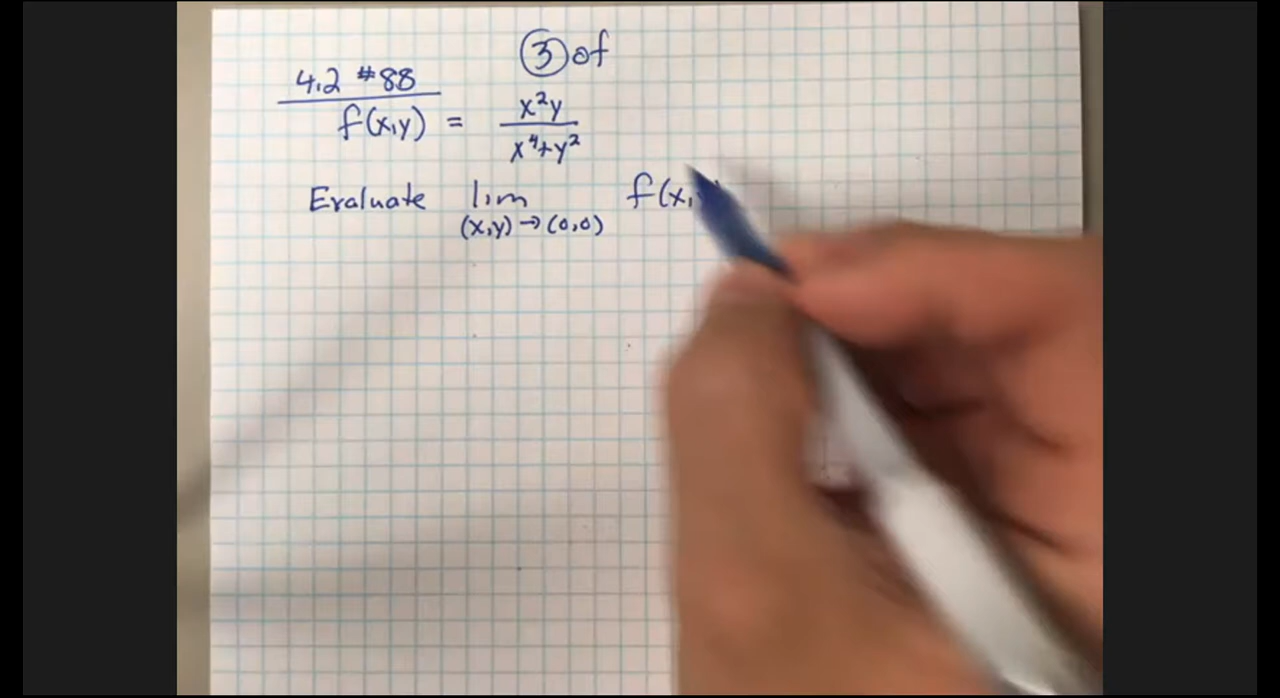 ③ of
4.2 #88
f(x,y) = x²y / x⁴+y²
Evaluate lim f(x,
(x,y) → (0,0)